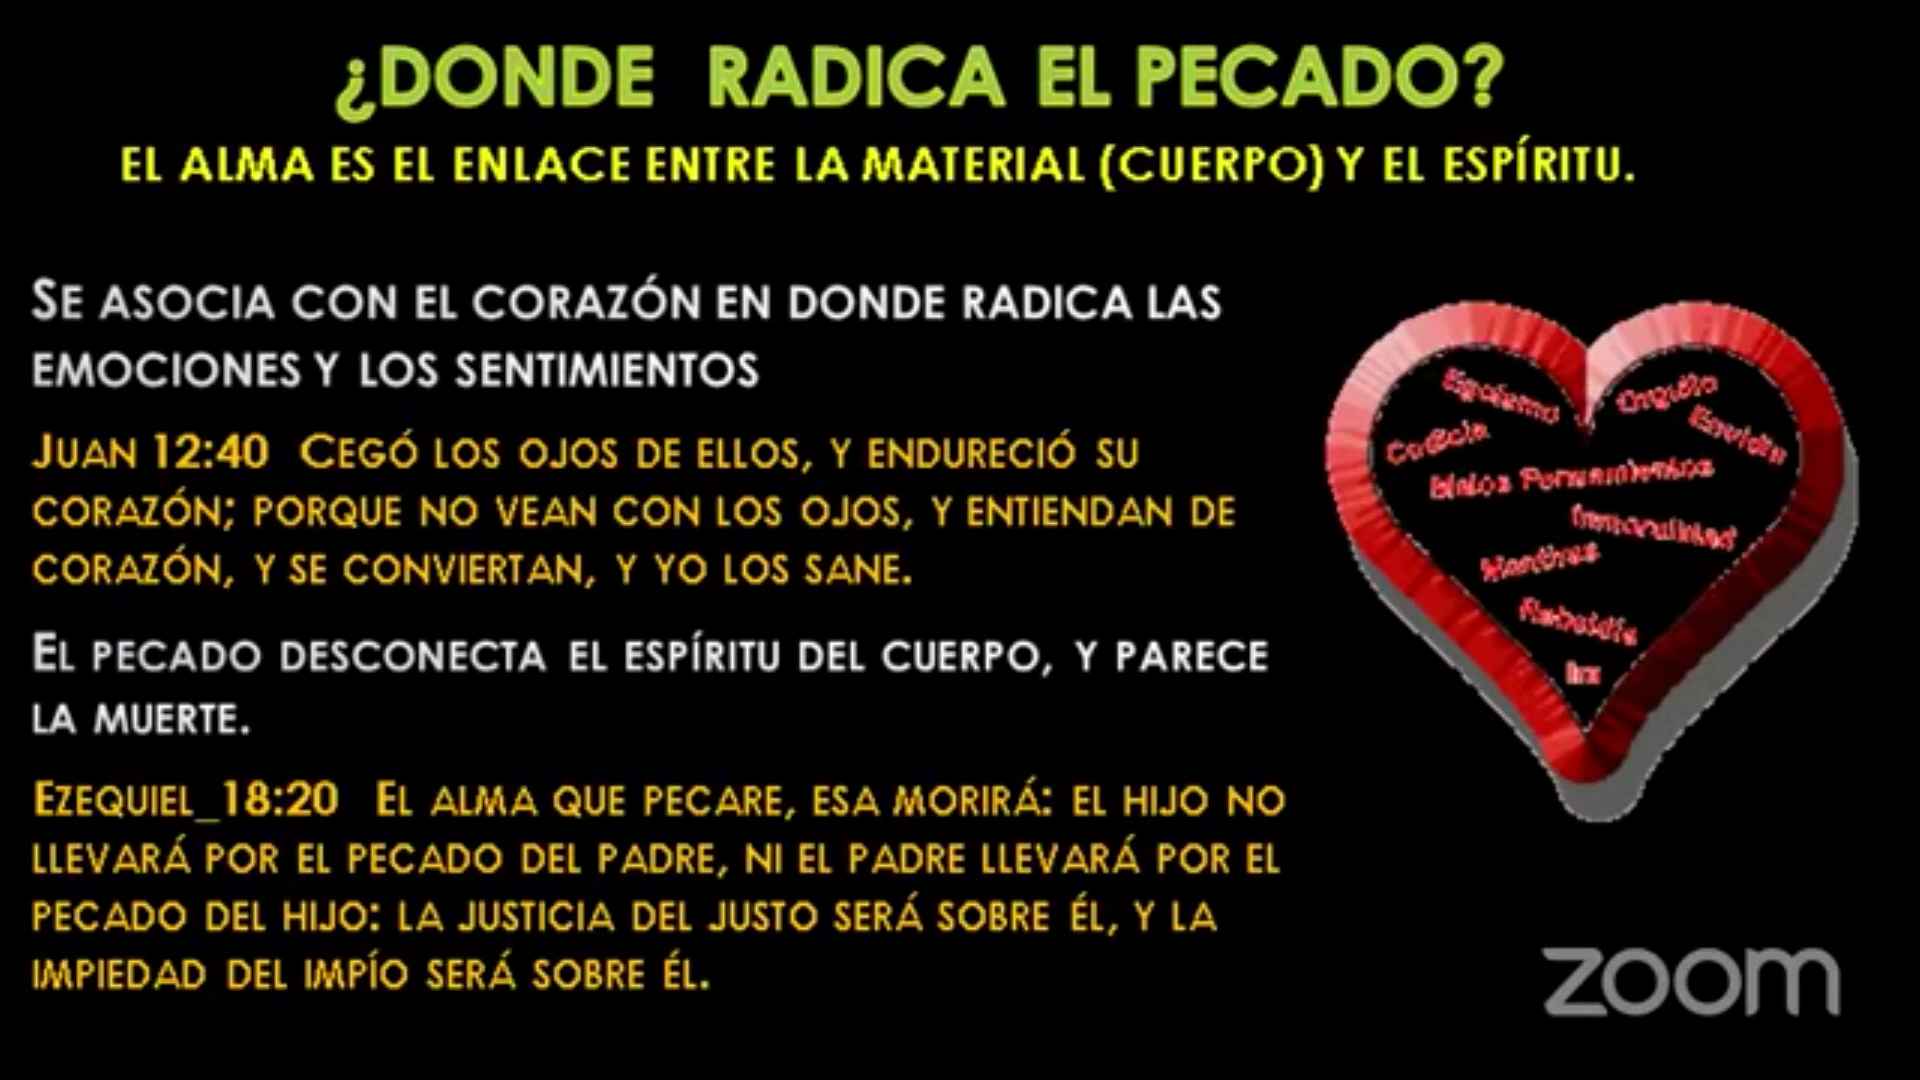 ¿DONDE RADICA EL PECADO?
EL ALMA ES EL ENLACE ENTRE LA MATERIAL (CUERPO) Y EL ESPÍRITU.
SE ASOCIA CON EL CORAZÓN EN DONDE RADICA LAS
EMOCIONES Y LOS SENTIMIENTOS
JUAN 12:40 CEGÓ LOS OJOS DE ELLOS, Y ENDURECIÓ SU
CORAZÓN; PORQUE NO VEAN CON LOS OJOS, Y ENTIENDAN DE
CORAZÓN, Y SE CONVIERTAN, Y YO LOS SANE.
EL PECADO DESCONECTA EL ESPÍRITU DEL CUERPO, Y PARECE
LA MUERTE.
EZEQUIEL_18:20 EL ALMA QUE PECARE, ESA MORIRÁ: EL HIJO NO
LLEVARÁ POR EL PECADO DEL PADRE, NI EL PADRE LLEVARÁ POR EL
PECADO DEL HIJO: LA JUSTICIA DEL JUSTO SERÁ SOBRE ÉL, Y LA
IMPIEDAD DEL IMPÍO SERÁ SOBRE ÉL.
Egoismo
Orgullo
Envidia
Codicia
Malos Pensamientos
Inmoralidad
Mentiras
Rebeldía
Ira
zoom